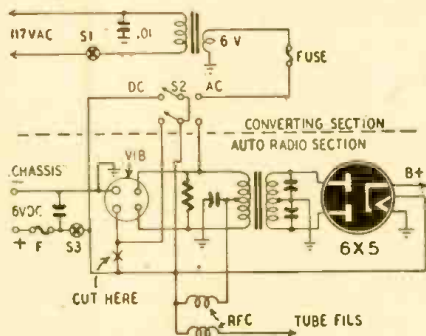 117VAC
S1
.01
6 V
FUSE
DC
S2
AC
CONVERTING SECTION
AUTO RADIO SECTION
CHASSIS
VIB
B+
6VDC
+
F
S3
6X5
CUT HERE
RFC
TUBE FILS